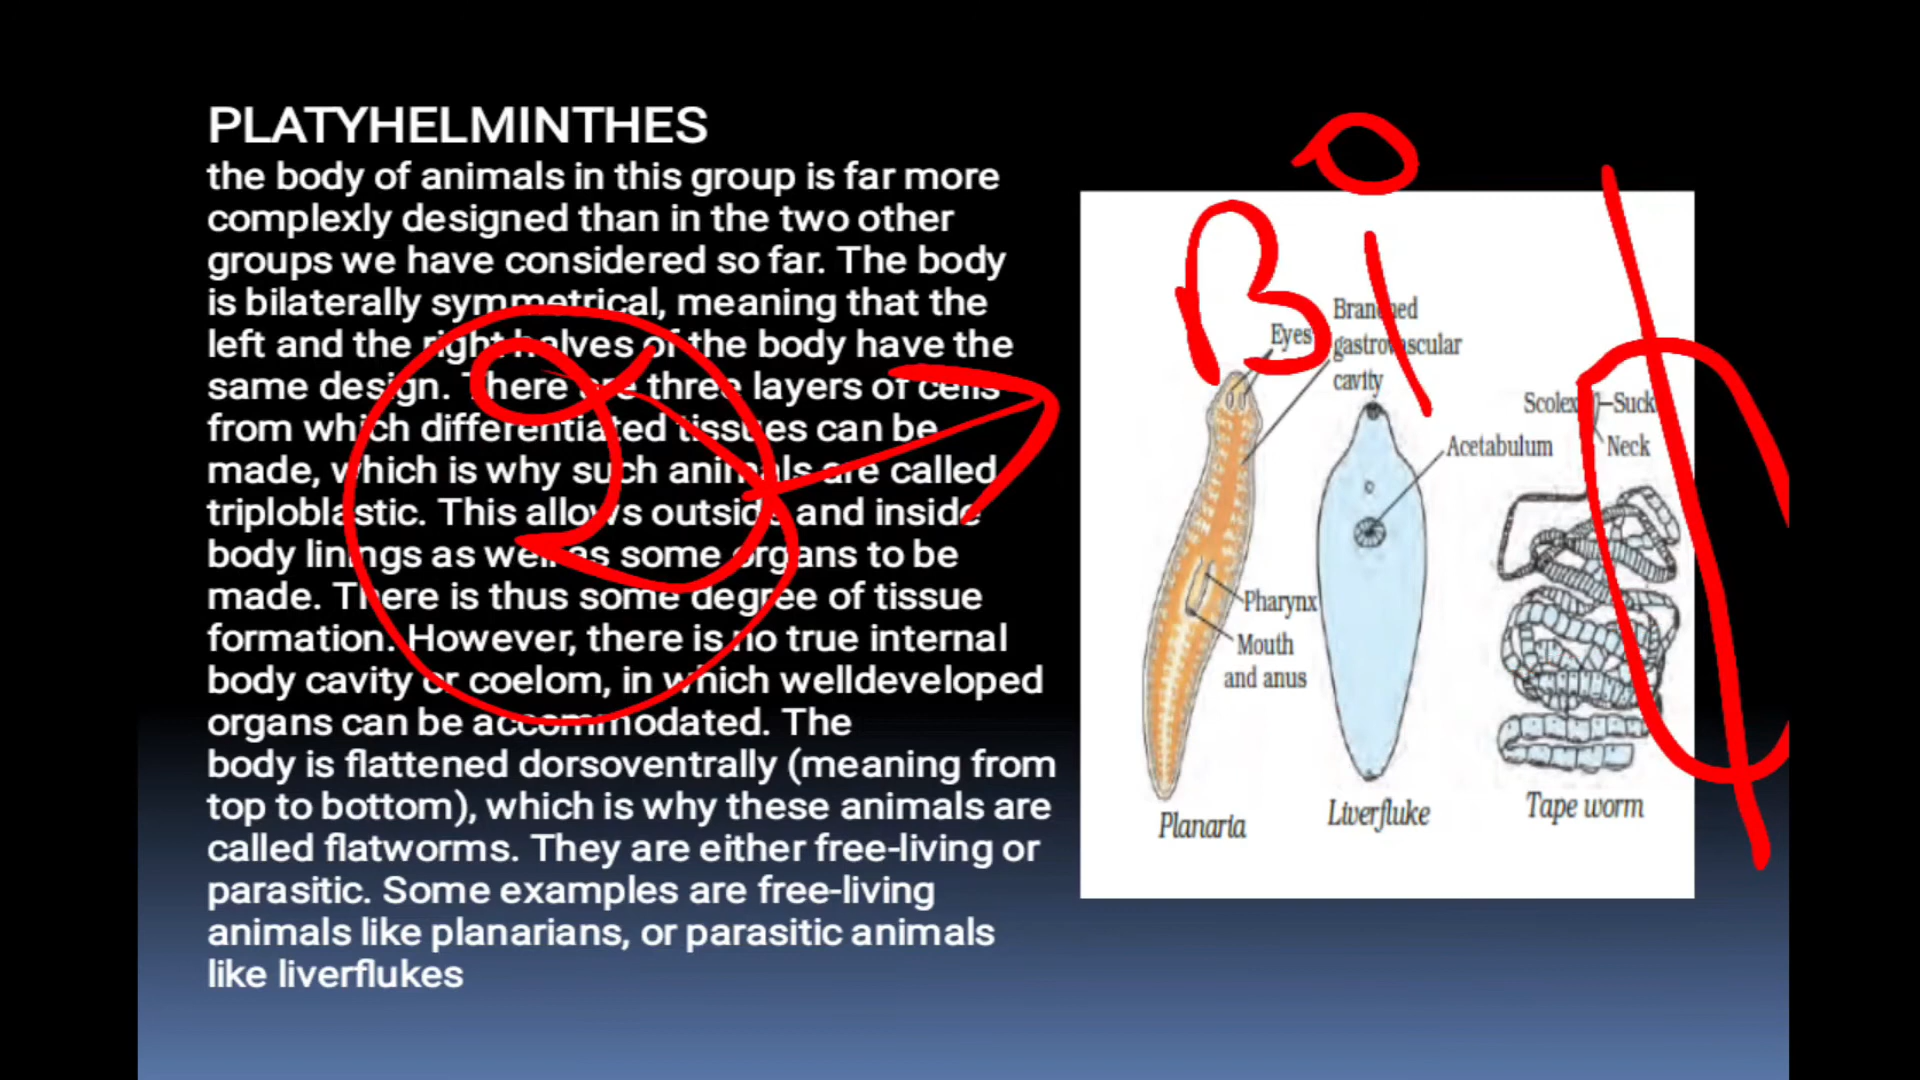 PLATYHELMINTHES
the body of animals in this group is far more
complexly designed than in the two other
groups we have considered so far. The body
is bilaterally symmetrical, meaning that the
left and the right halves of the body have the
same design. There are three layers of cells
from which differentiated tissues can be
made, which is why such animals are called
triploblastic. This allows outside and inside
body linings as well as some organs to be
made. There is thus some degree of tissue
formation. However, there is no true internal
body cavity or coelom, in which welldeveloped
organs can be accommodated. The
body is flattened dorsoventrally (meaning from
top to bottom), which is why these animals are
called flatworms. They are either free-living or
parasitic. Some examples are free-living
animals like planarians, or parasitic animals
like liverflukes
Bi
Branched
Eyes
gastrovascular
cavity
Scolex
Suck
Acetabulum
Neck
Pharynx
Mouth
and anus
Planaria
Liverfluke
Tape worm